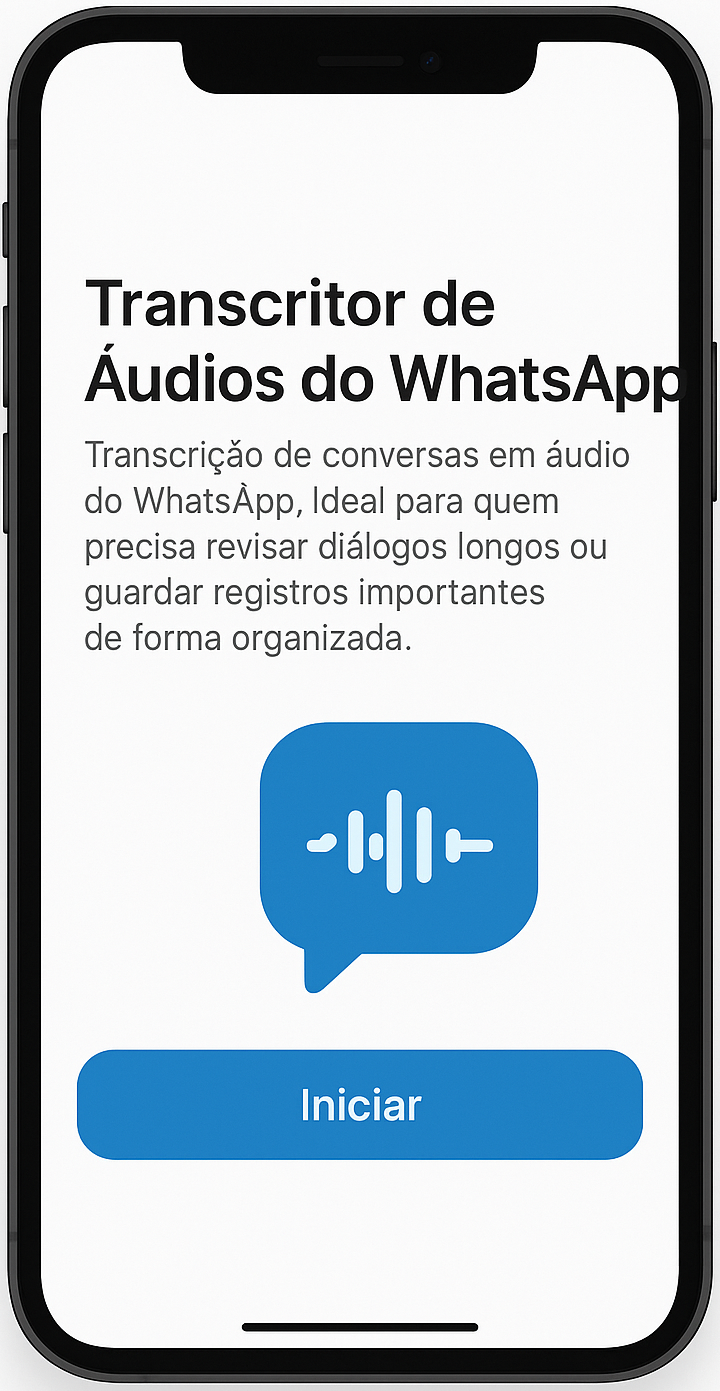 Transcritor de
Áudios do WhatsApp
Transcriçǎo de conversas em áudio
do WhatsÀpp, Ideal para quem
precisa revisar diálogos longos ou
guardar registros importantes
de forma organizada.
Iniciar